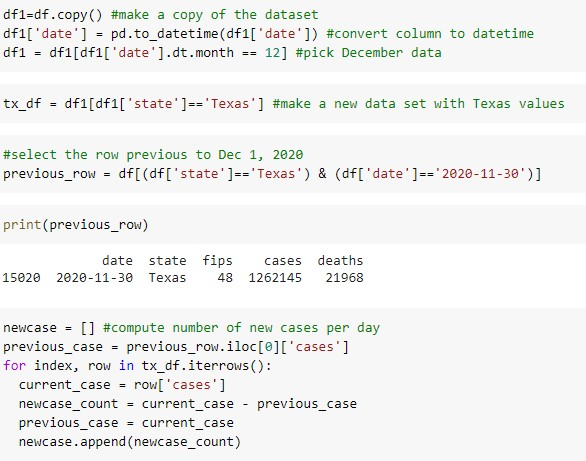 df1=df.copy() #make a copy of the dataset
df1['date'] = pd.to_datetime(df1['date']) #convert column to datetime
df1 = df1[df1['date'].dt.month == 12] #pick December data
tx_df = df1[df1['state']=='Texas'] #make a new data set with Texas values
#select the row previous to Dec 1, 2020
previous_row = df[(df['state']=='Texas') & (df['date']=='2020-11-30')]
print(previous_row)
date state fips cases deaths
15020 2020-11-30 Texas 48 1262145 21968
newcase = [] #compute number of new cases per day
previous_case = previous_row.iloc[0]['cases']
for index, row in tx_df.iterrows():
  current_case = row['cases']
  newcase_count = current_case - previous_case
  previous_case = current_case
  newcase.append(newcase_count)